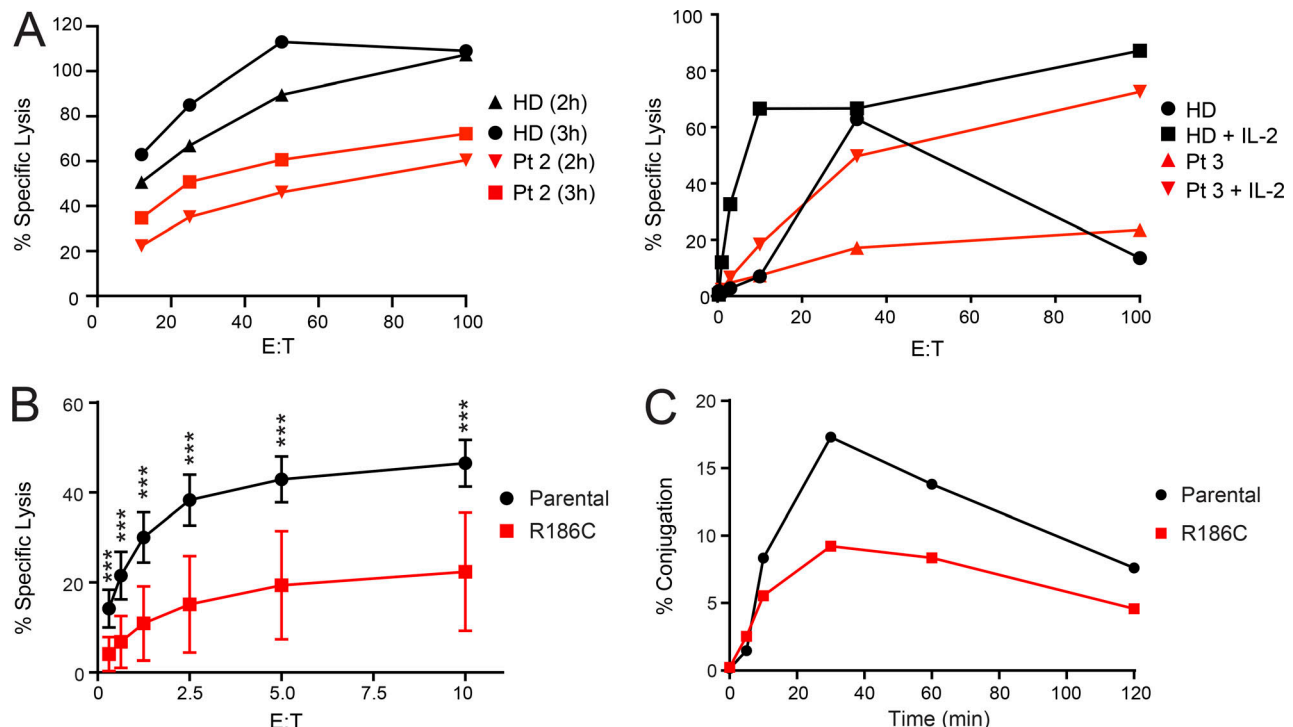 A
% Specific Lysis
120
100
80
60
40
20
0
0 20 40 60 80 100
E:T
HD (2h)
HD (3h)
Pt 2 (2h)
Pt 2 (3h)
% Specific Lysis
100
80
60
40
20
0
0 20 40 60 80 100
E:T
HD
HD + IL-2
Pt 3
Pt 3 + IL-2
B
% Specific Lysis
60
40
20
0
0 2.5 5.0 7.5 10
E:T
*** *** *** *** *** ***
Parental
R186C
C
% Conjugation
20
15
10
5
0
0 20 40 60 80 100 120
Time (min)
Parental
R186C